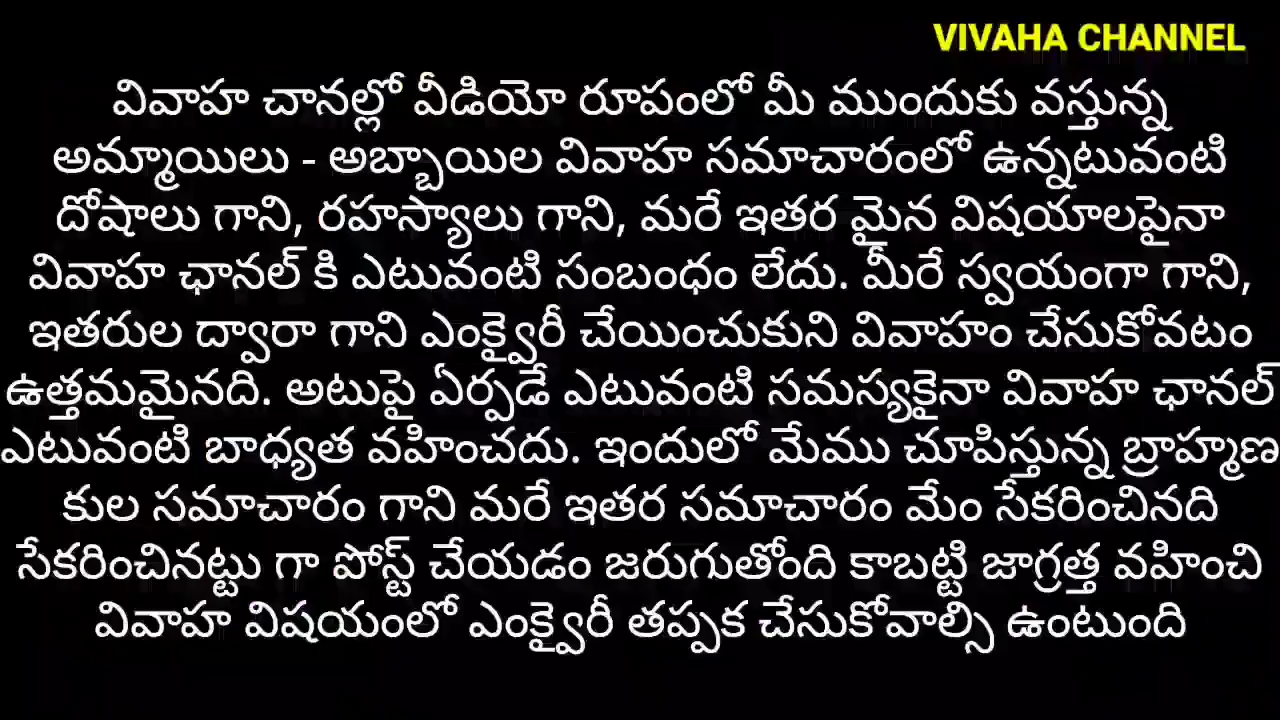 VIVAHA CHANNEL
వివాహ చానల్లో వీడియో రూపంలో మీ ముందుకు వస్తున్న
అమ్మాయిలు - అబ్బాయిల వివాహ సమాచారంలో ఉన్నటువంటి
దోషాలు గాని, రహస్యాలు గాని, మరే ఇతర మైన విషయాలపైనా
వివాహ ఛానల్ కి ఎటువంటి సంబంధం లేదు. మీరే స్వయంగా గాని,
ఇతరుల ద్వారా గాని ఎంక్వైరీ చేయించుకుని వివాహం చేసుకోవటం
ఉత్తమమైనది. అటుపై ఏర్పడే ఎటువంటి సమస్యకైనా వివాహ ఛానల్
ఎటువంటి బాధ్యత వహించదు. ఇందులో మేము చూపిస్తున్న బ్రాహ్మణ
కుల సమాచారం గాని మరే ఇతర సమాచారం మేం సేకరించినది
సేకరించినట్టు గా పోస్ట్ చేయడం జరుగుతోంది కాబట్టి జాగ్రత్త వహించి
వివాహ విషయంలో ఎంక్వైరీ తప్పక చేసుకోవాల్సి ఉంటుంది